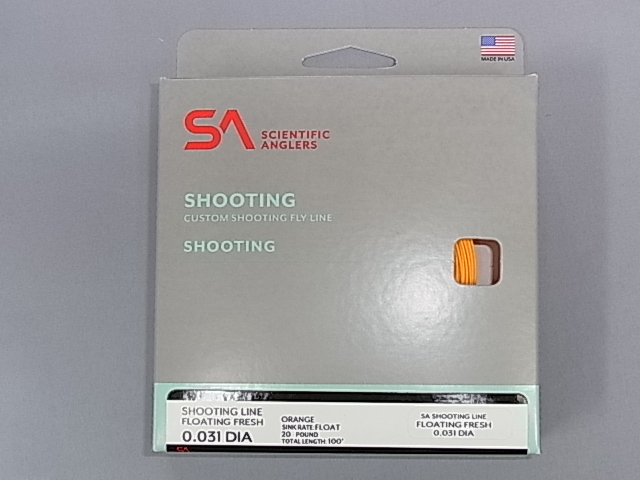 MADE IN USA
SA SCIENTIFIC
ANGLERS
SHOOTING
CUSTOM SHOOTING FLY LINE
SHOOTING
SHOOTING LINE
FLOATING FRESH
0.031 DIA
ORANGE
SINK RATE: FLOAT
20 POUND
TOTAL LENGTH: 100'
SA SHOOTING LINE
FLOATING FRESH
0.031 DIA
SA